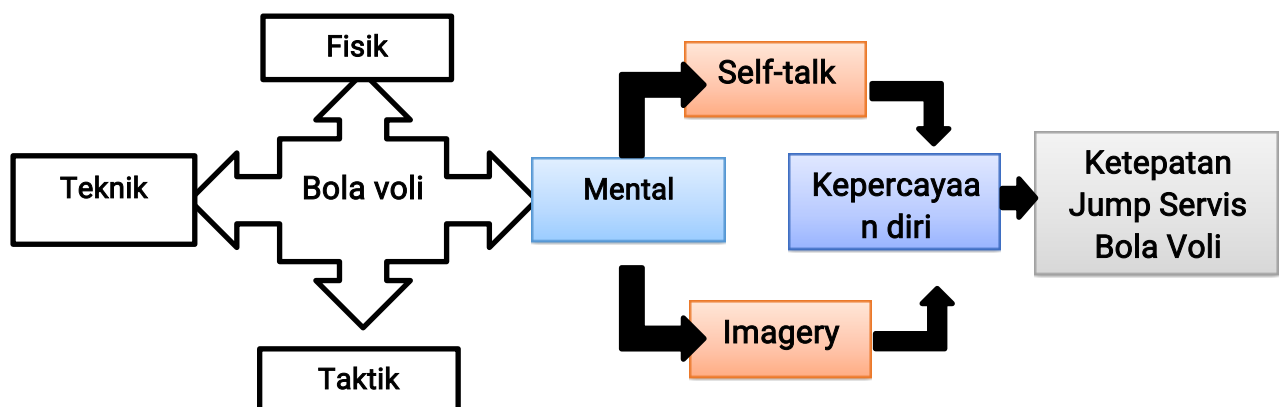 Fisik
Teknik
Bola voli
Taktik
Mental
Self-talk
Imagery
Kepercayaa
n diri
Ketepatan
Jump Servis
Bola Voli